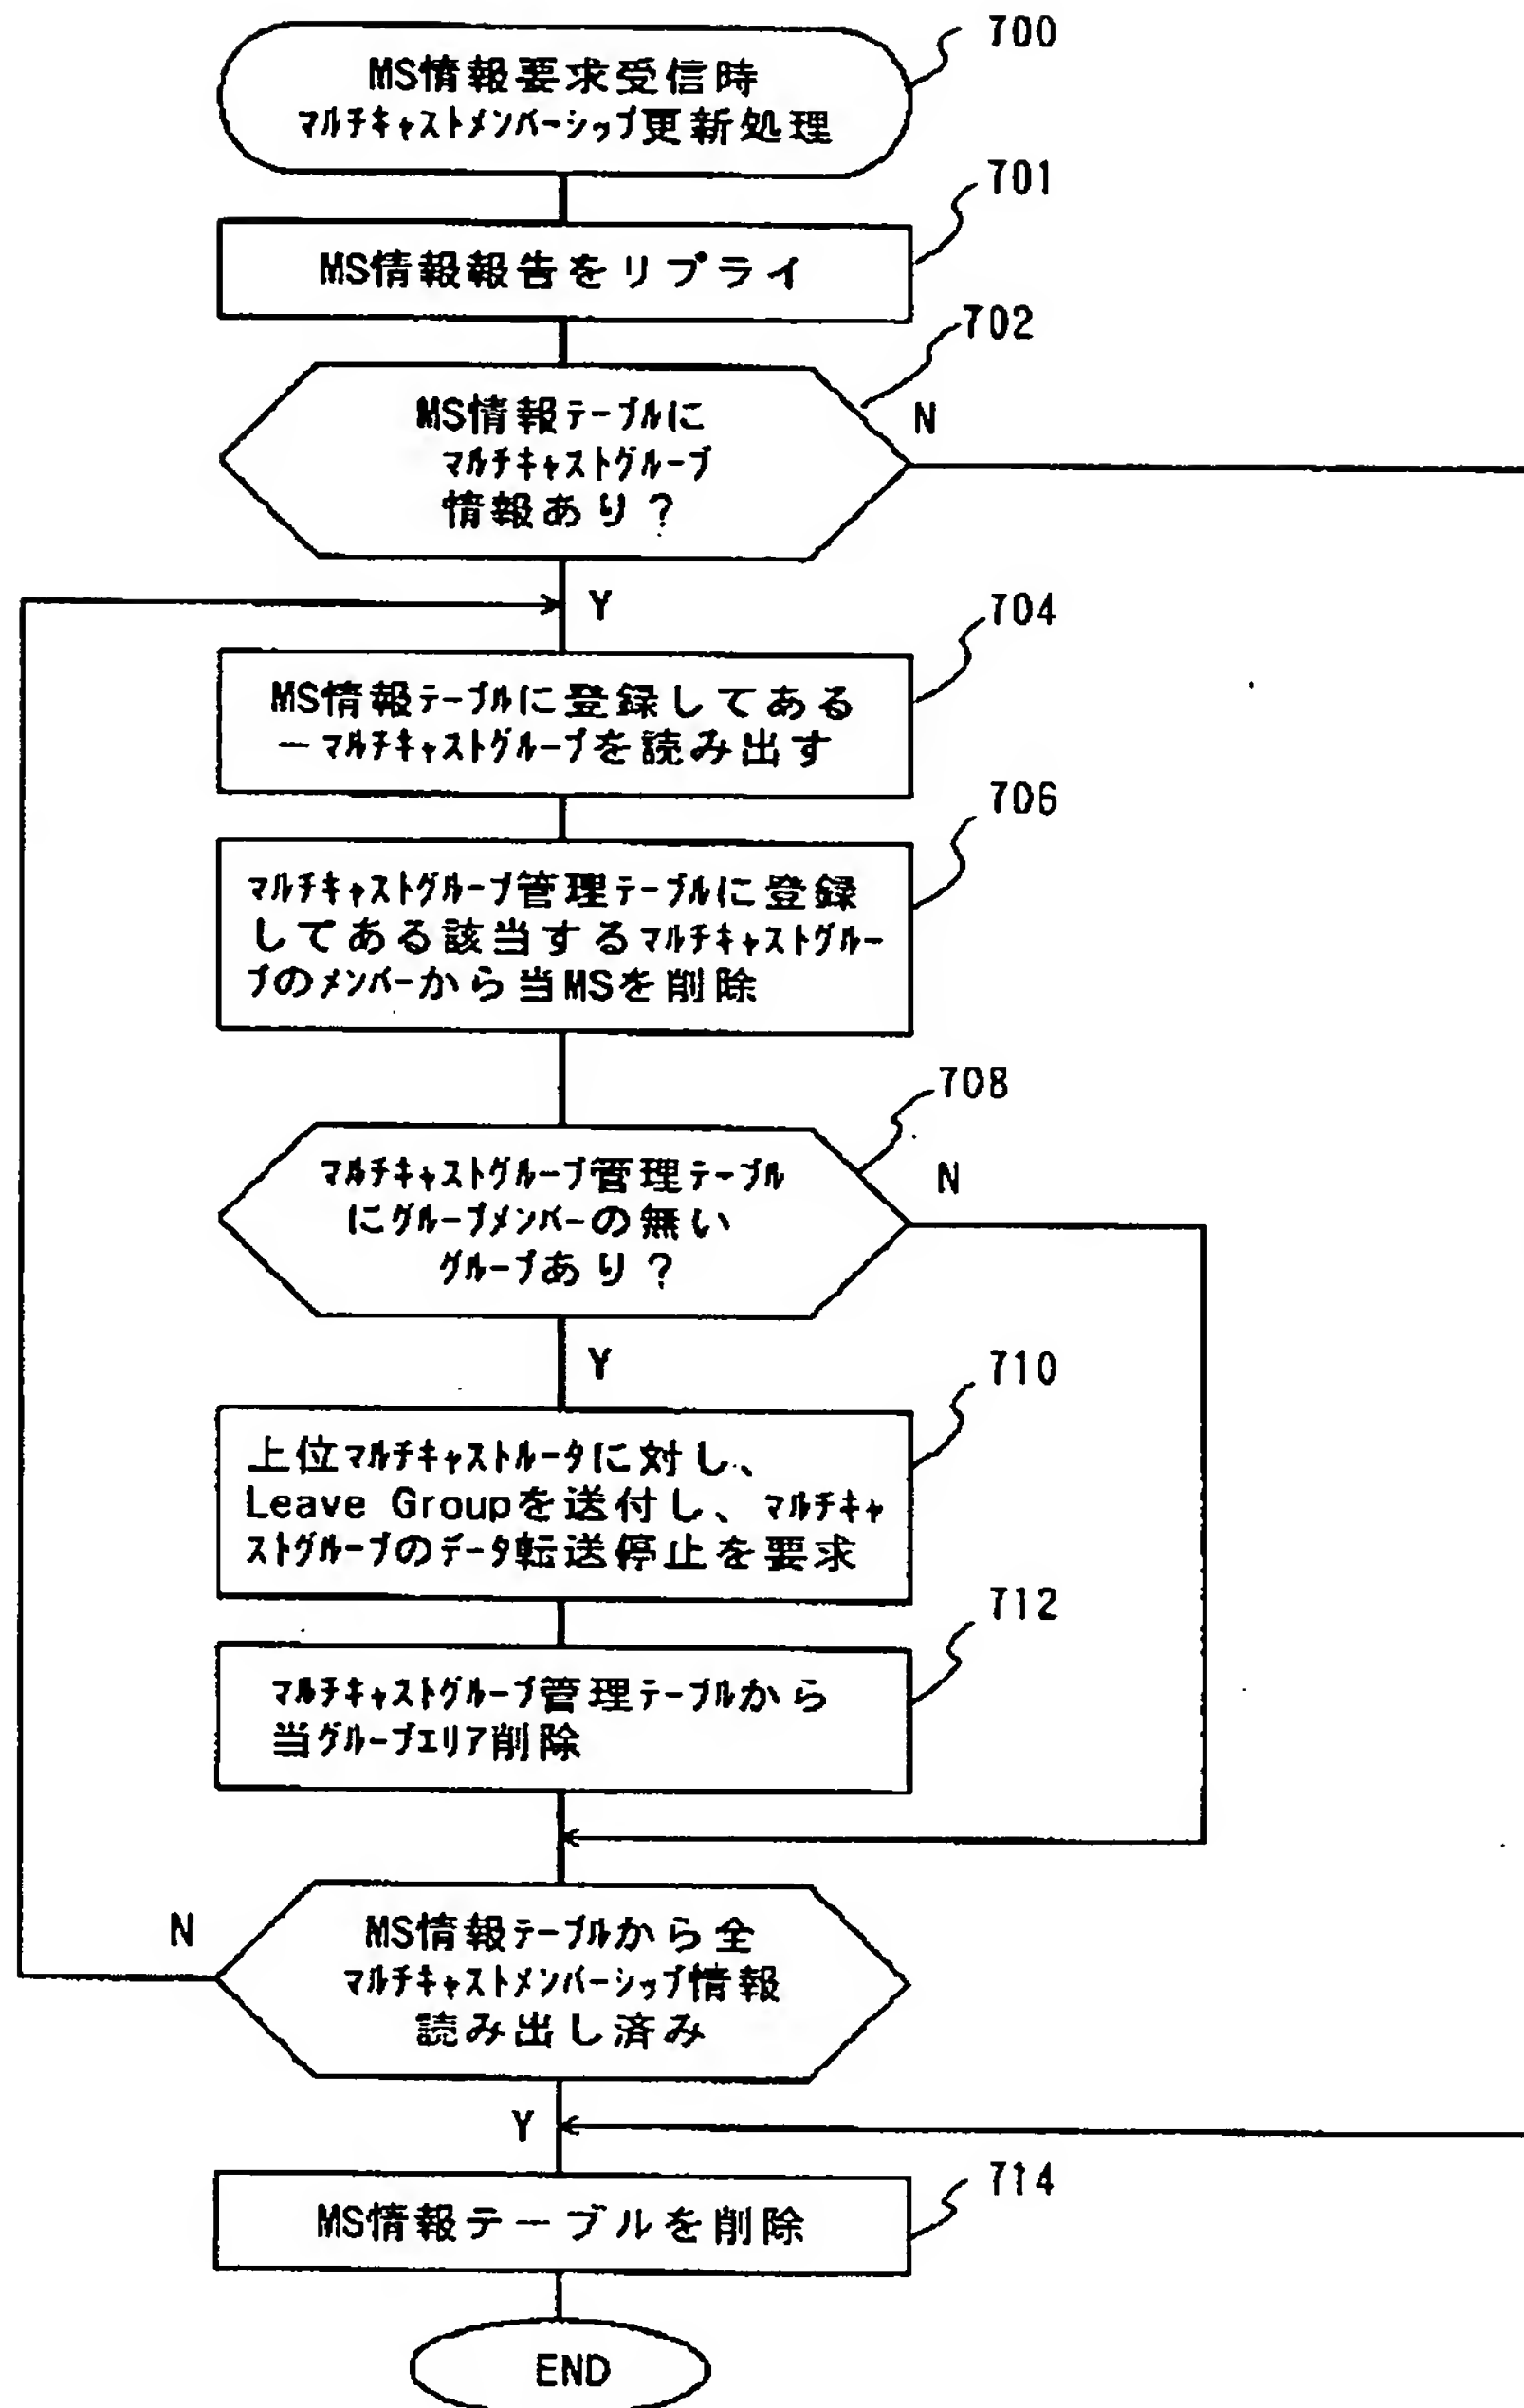 700
MS情報要求受信時
マルチキャストメンバーシップ更新処理
701
MS情報報告をリプライ
702
MS情報テーブルに
マルチキャストグループ
情報あり？
N
Y
704
MS情報テーブルに登録してある
一マルチキャストグループを読み出す
706
マルチキャストグループ管理テーブルに登録
してある該当するマルチキャストグルー
プのメンバーから当MSを削除
708
マルチキャストグループ管理テーブル
にグループメンバーの無い
グループあり？
N
Y
710
上位マルチキャストルータに対し、
Leave Groupを送付し、マルチキャ
ストグループのデータ転送停止を要求
712
マルチキャストグループ管理テーブルから
当グループエリア削除
N
MS情報テーブルから全
マルチキャストメンバーシップ情報
読み出し済み
Y
714
MS情報テーブルを削除
END